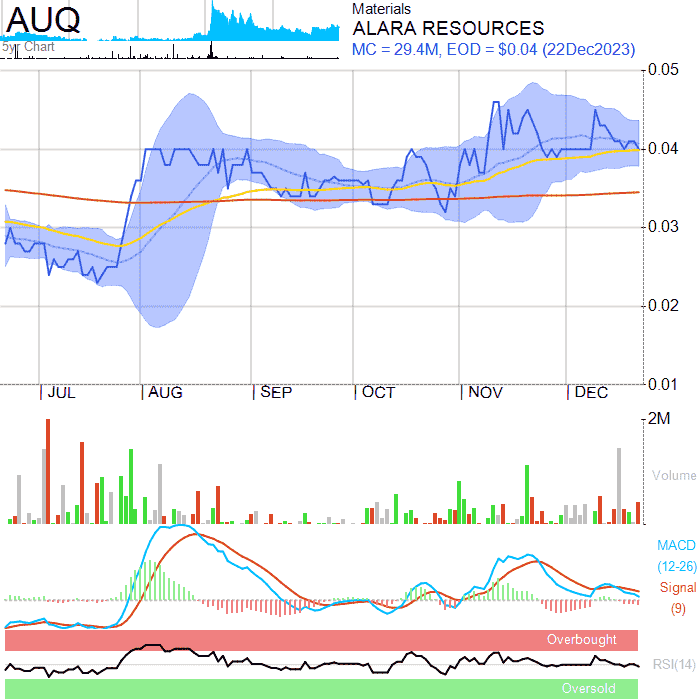 AUQ
5yr Chart
Materials
ALARA RESOURCES
MC = 29.4M, EOD = $0.04 (22Dec2023)
0.05
0.04
0.03
0.02
0.01
JUL AUG SEP OCT NOV DEC
2M
Volume
MACD
(12-26)
Signal
(9)
Overbought
RSI(14)
Oversold